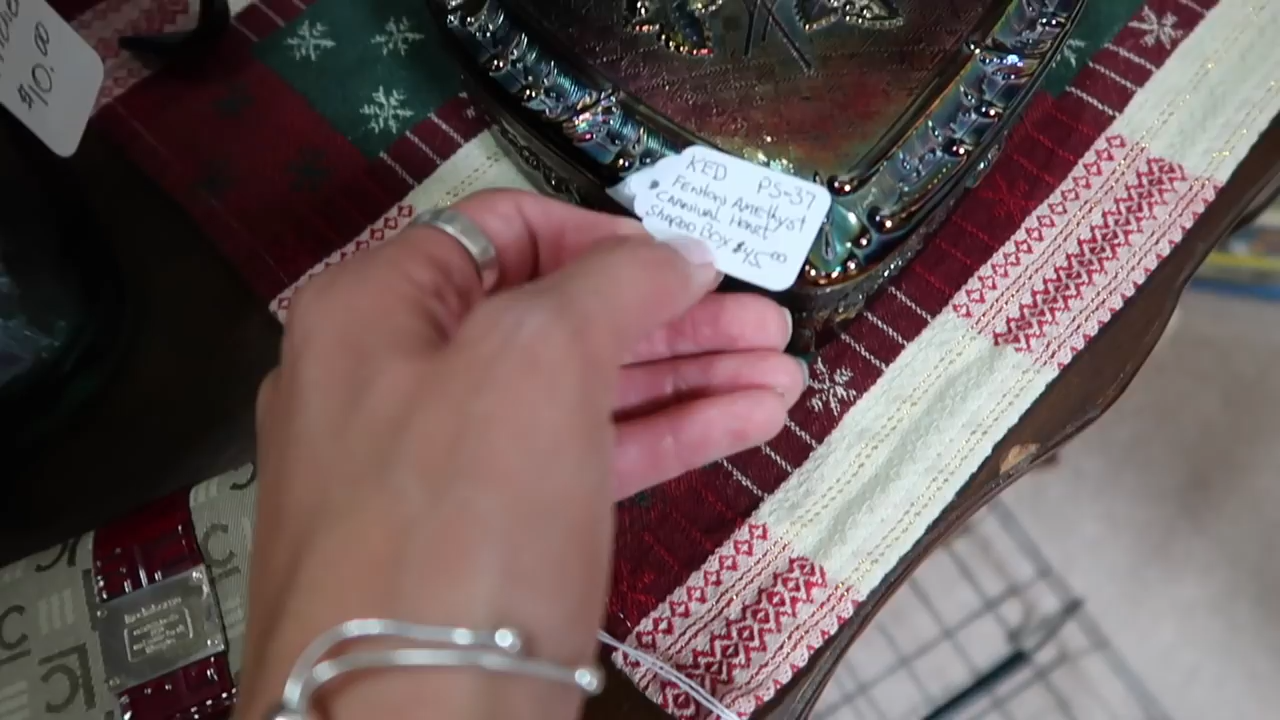 $10.00
KED PS-37
Fenton Amethyst
Carnival Heart
Shaped Box $45.00